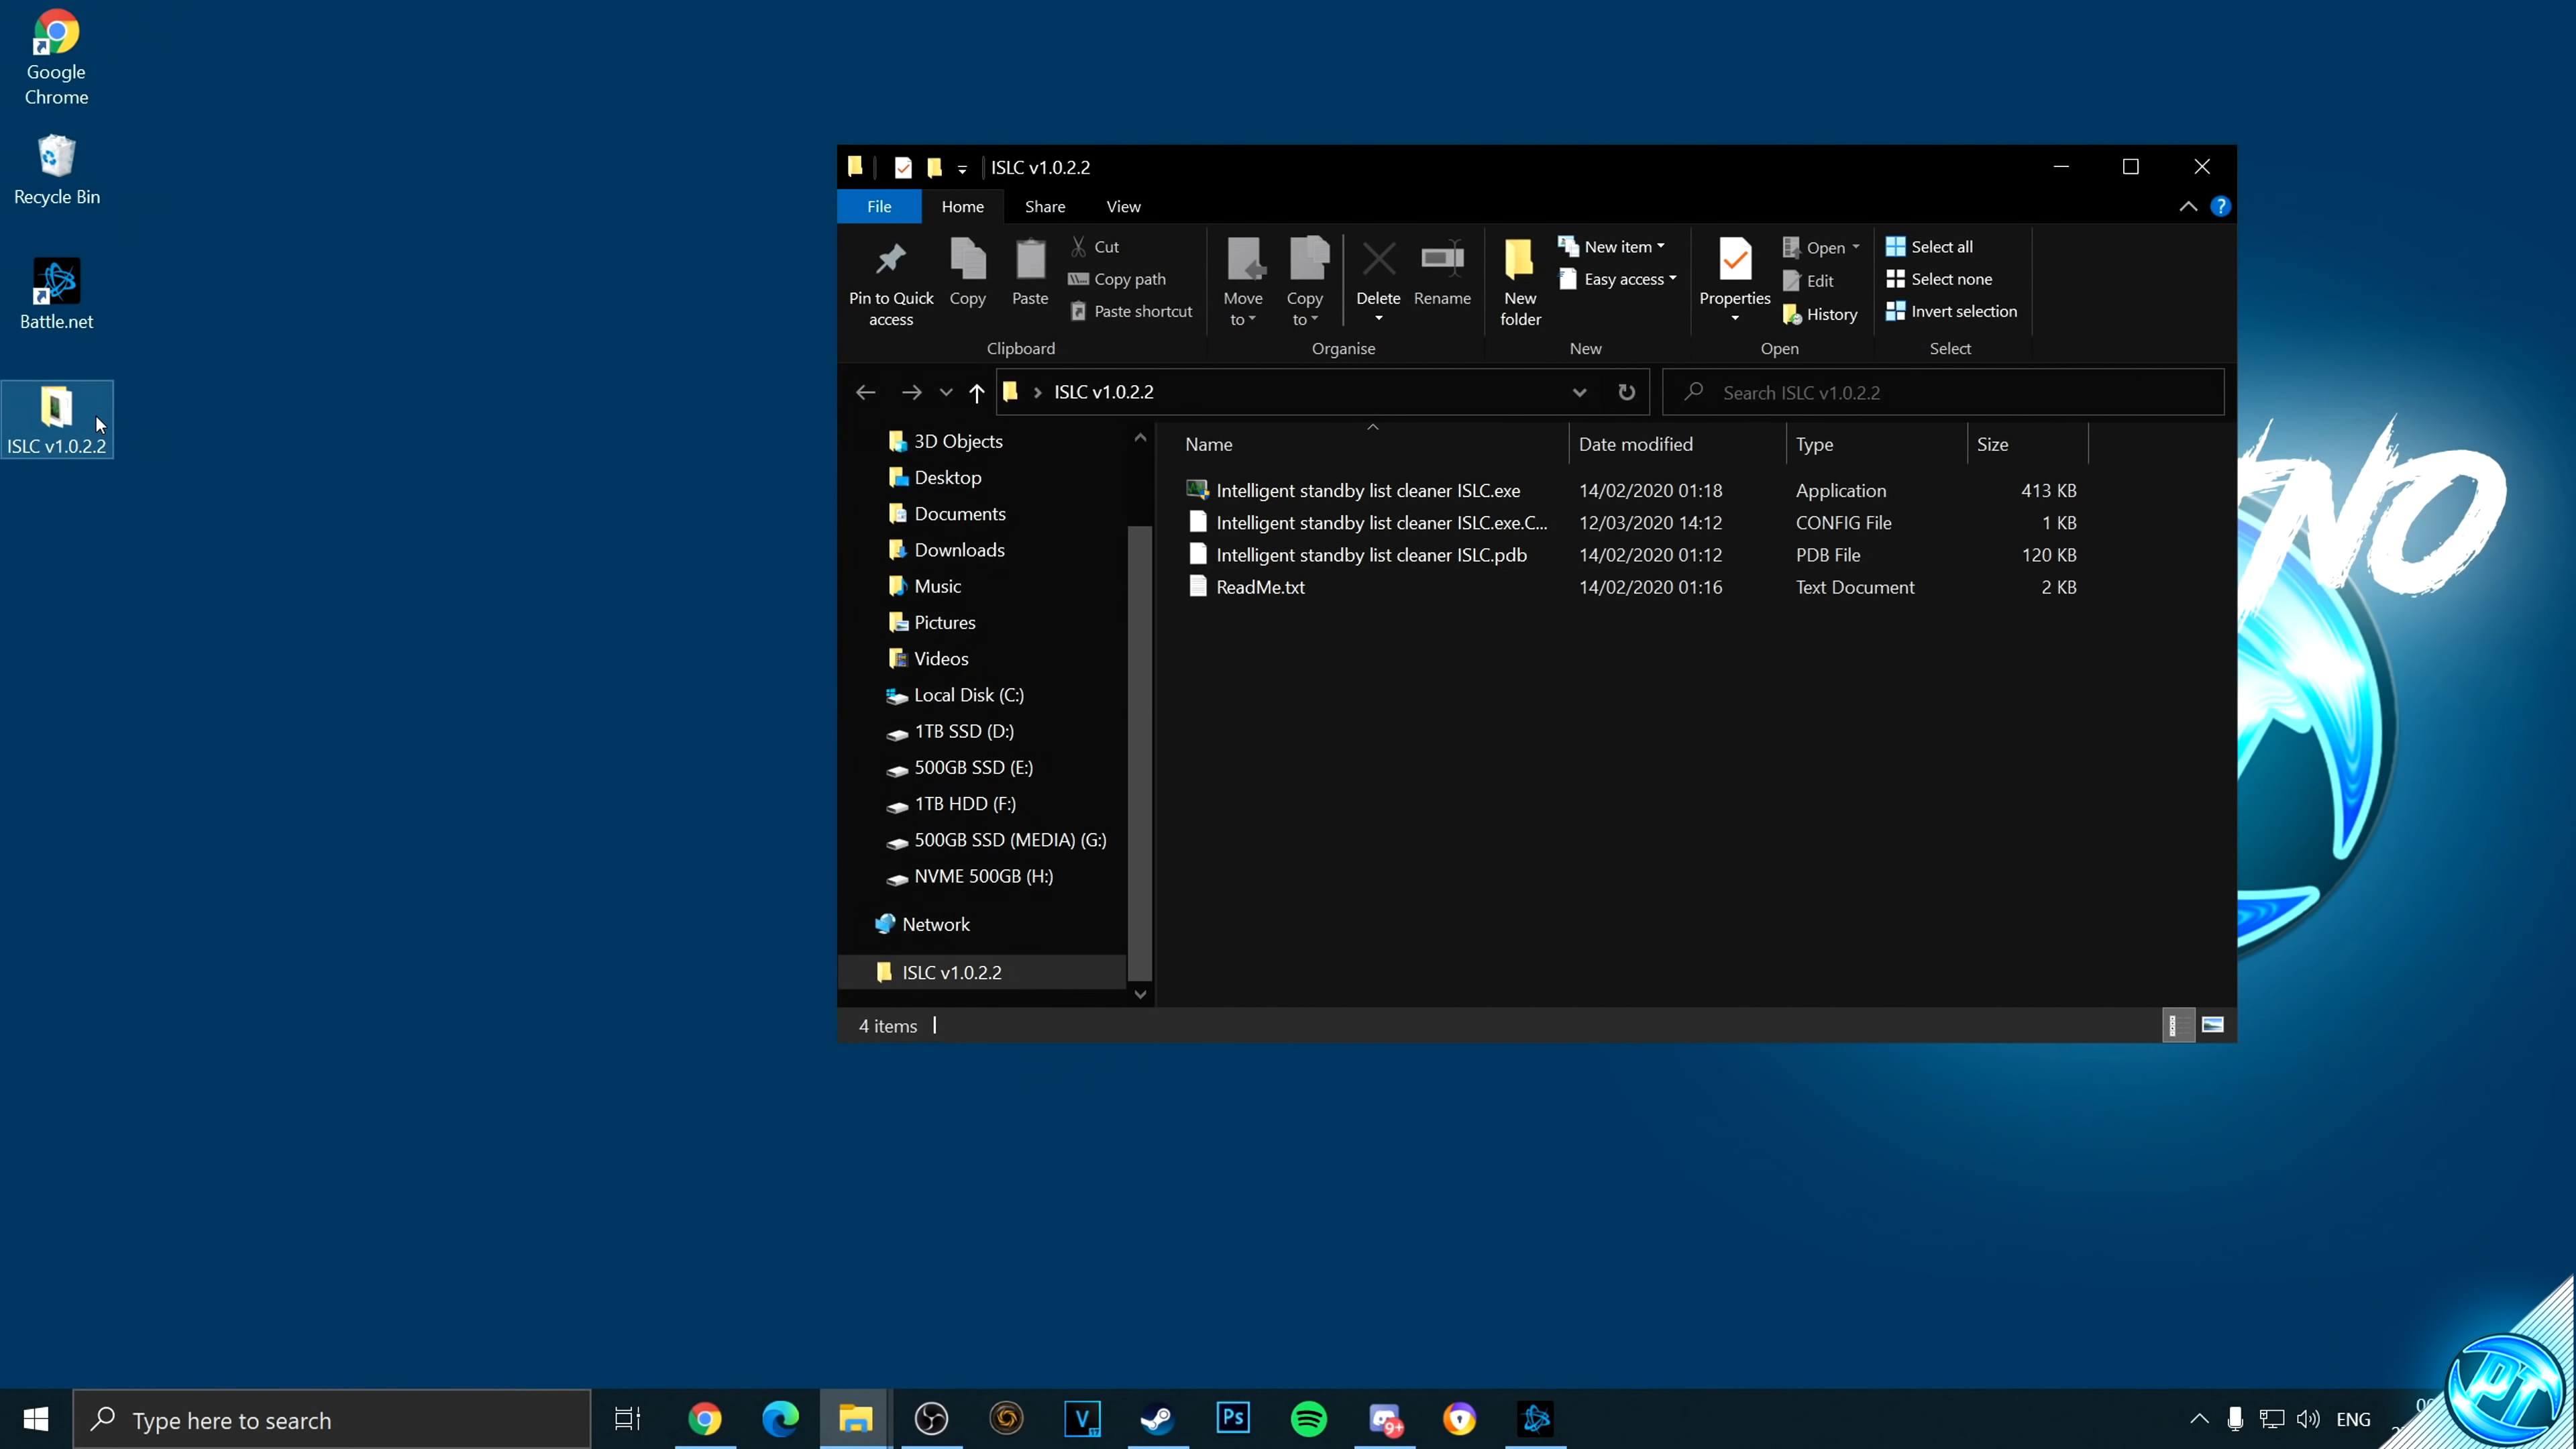 Google
Chrome
Recycle Bin
Battle.net
ISLC v1.0.2.2
ISLC v1.0.2.2
File Home Share View
Pin to Quick
access
Copy
Paste
Cut
Copy path
Paste shortcut
Clipboard
Move
to
Copy
to
Delete
Rename
Organise
New
folder
New item
Easy access
New
Properties
Open
Edit
History
Open
Select all
Select none
Invert selection
Select
ISLC v1.0.2.2
Search ISLC v1.0.2.2
3D Objects
Desktop
Documents
Downloads
Music
Pictures
Videos
Local Disk (C:)
1TB SSD (D:)
500GB SSD (E:)
1TB HDD (F:)
500GB SSD (MEDIA) (G:)
NVME 500GB (H:)
Network
ISLC v1.0.2.2
Name Date modified Type Size
Intelligent standby list cleaner ISLC.exe 14/02/2020 01:18 Application 413 KB
Intelligent standby list cleaner ISLC.exe.C... 12/03/2020 14:12 CONFIG File 1 KB
Intelligent standby list cleaner ISLC.pdb 14/02/2020 01:12 PDB File 120 KB
ReadMe.txt 14/02/2020 01:16 Text Document 2 KB
4 items
NO
Type here to search
Ps
9+
ENG
PT